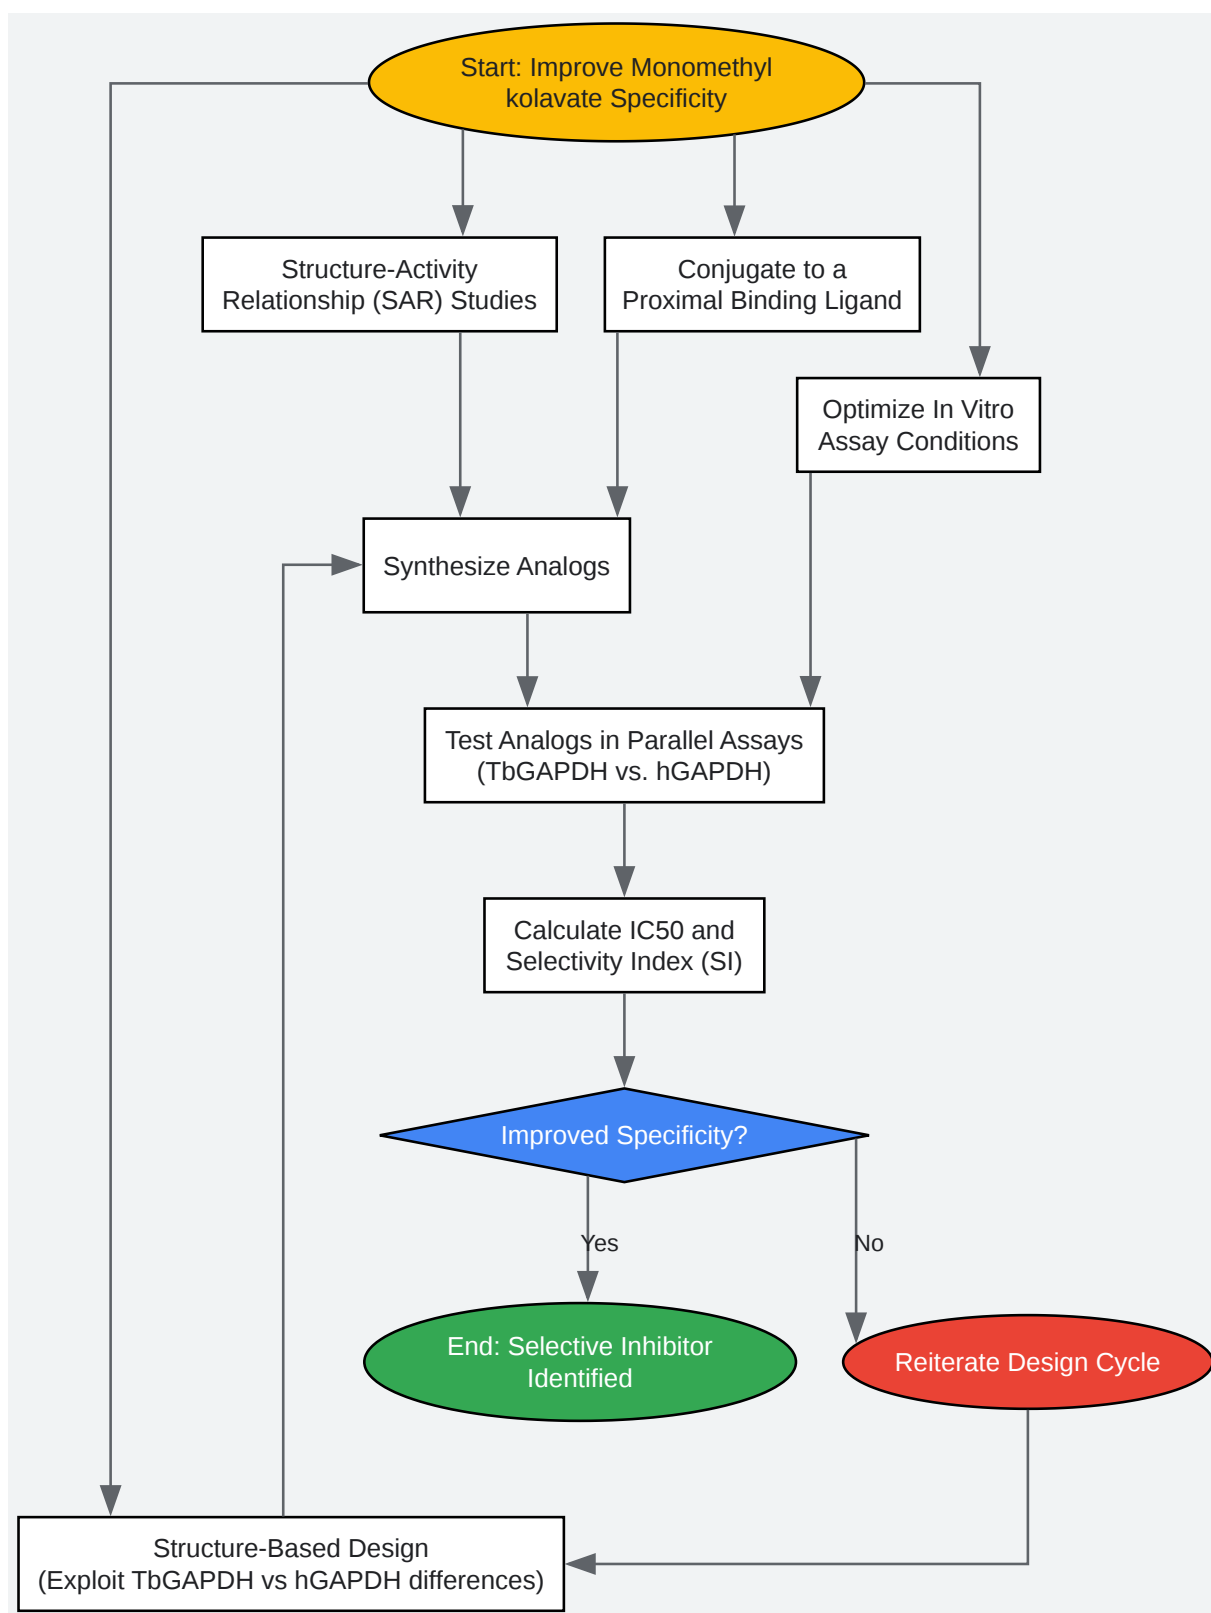 Start: Improve Monomethyl
kolavate Specificity
Structure-Activity
Relationship (SAR) Studies
Conjugate to a
Proximal Binding Ligand
Optimize In Vitro
Assay Conditions
Synthesize Analogs
Test Analogs in Parallel Assays
(TbGAPDH vs. hGAPDH)
Calculate IC50 and
Selectivity Index (SI)
Improved Specificity?
Yes
No
End: Selective Inhibitor
Identified
Reiterate Design Cycle
Structure-Based Design
(Exploit TbGAPDH vs hGAPDH differences)